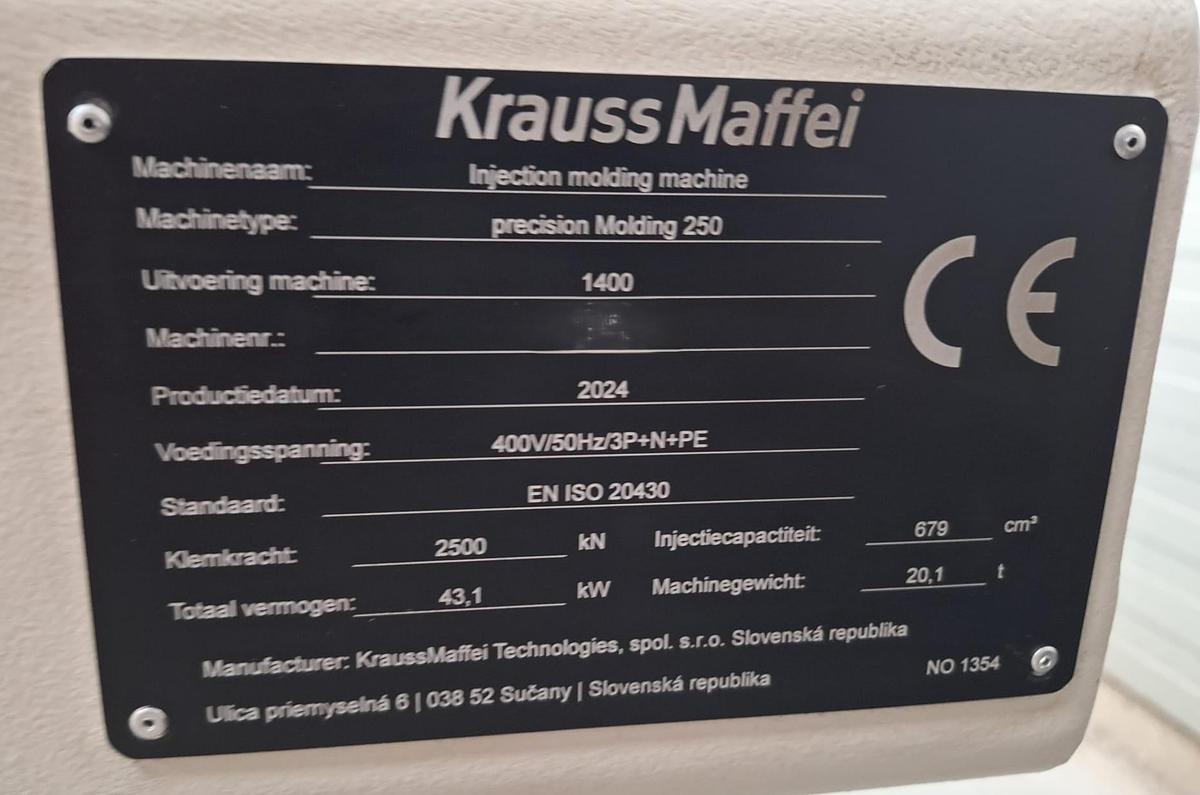 KraussMaffei
Machinenaam: Injection molding machine
Machinetype: precision Molding 250
Uitvoering machine: 1400
Machinenr.:
Productiedatum: 2024
Voedingsspanning: 400V/50Hz/3P+N+PE
Standaard: EN ISO 20430
Klemkracht: 2500 kN Injectiecapactiteit: 679 cm³
Totaal vermogen: 43,1 kW Machinegewicht: 20,1 t
CE
Manufacturer: KraussMaffei Technologies, spol. s.r.o. Slovenská republika
Ulica priemyselná 6 | 038 52 Sučany | Slovenská republika
NO 1354